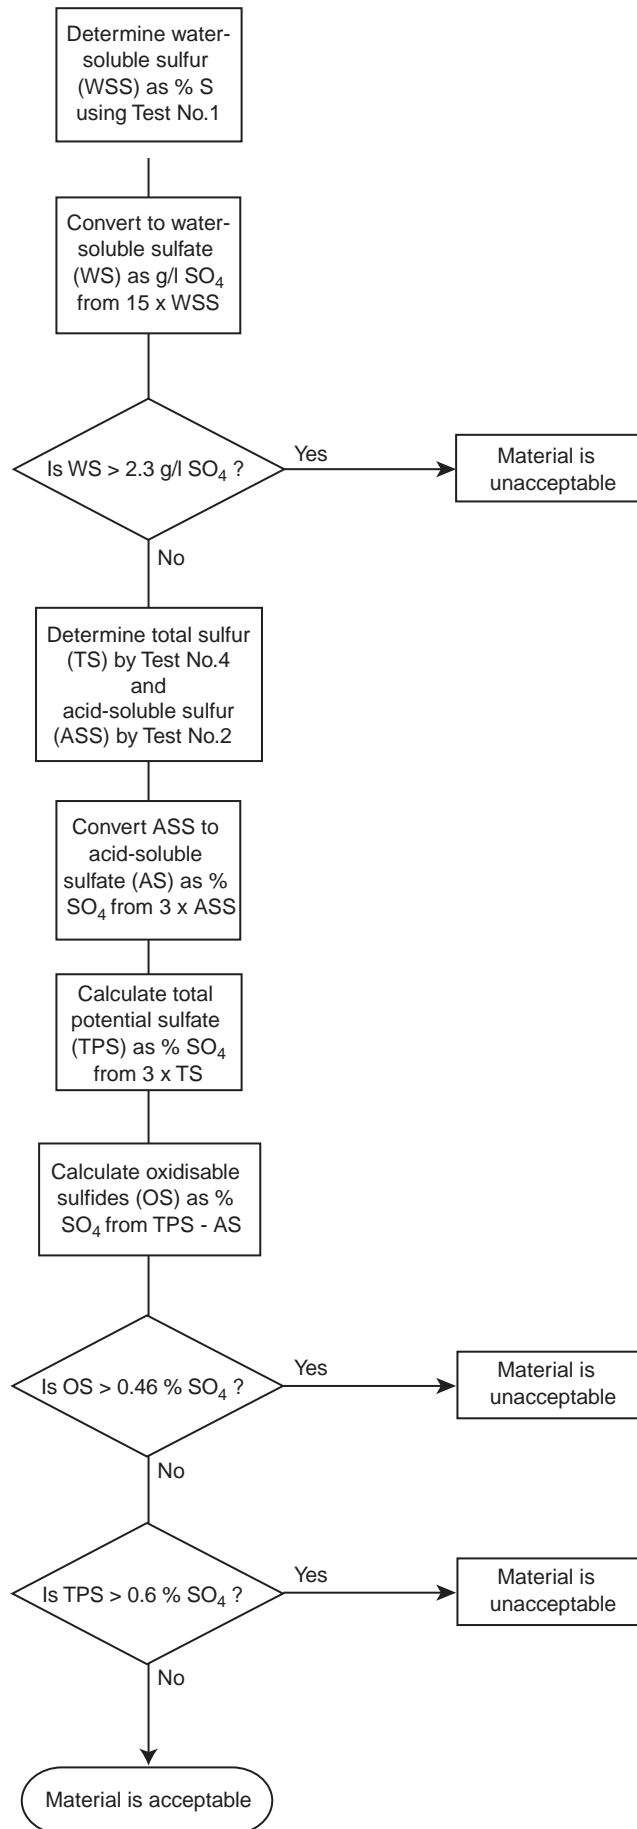 Determine water-
soluble sulfur
(WSS) as % S
using Test No.1
Convert to water-
soluble sulfate
(WS) as g/l SO₄
from 15 x WSS
Is WS > 2.3 g/l SO₄ ?
Yes
Material is
unacceptable
No
Determine total sulfur
(TS) by Test No.4
and
acid-soluble sulfur
(ASS) by Test No.2
Convert ASS to
acid-soluble
sulfate (AS) as %
SO₄ from 3 x ASS
Calculate total
potential sulfate
(TPS) as % SO₄
from 3 x TS
Calculate oxidisable
sulfides (OS) as %
SO₄ from TPS - AS
Is OS > 0.46 % SO₄ ?
Yes
Material is
unacceptable
No
Is TPS > 0.6 % SO₄ ?
Yes
Material is
unacceptable
No
Material is acceptable